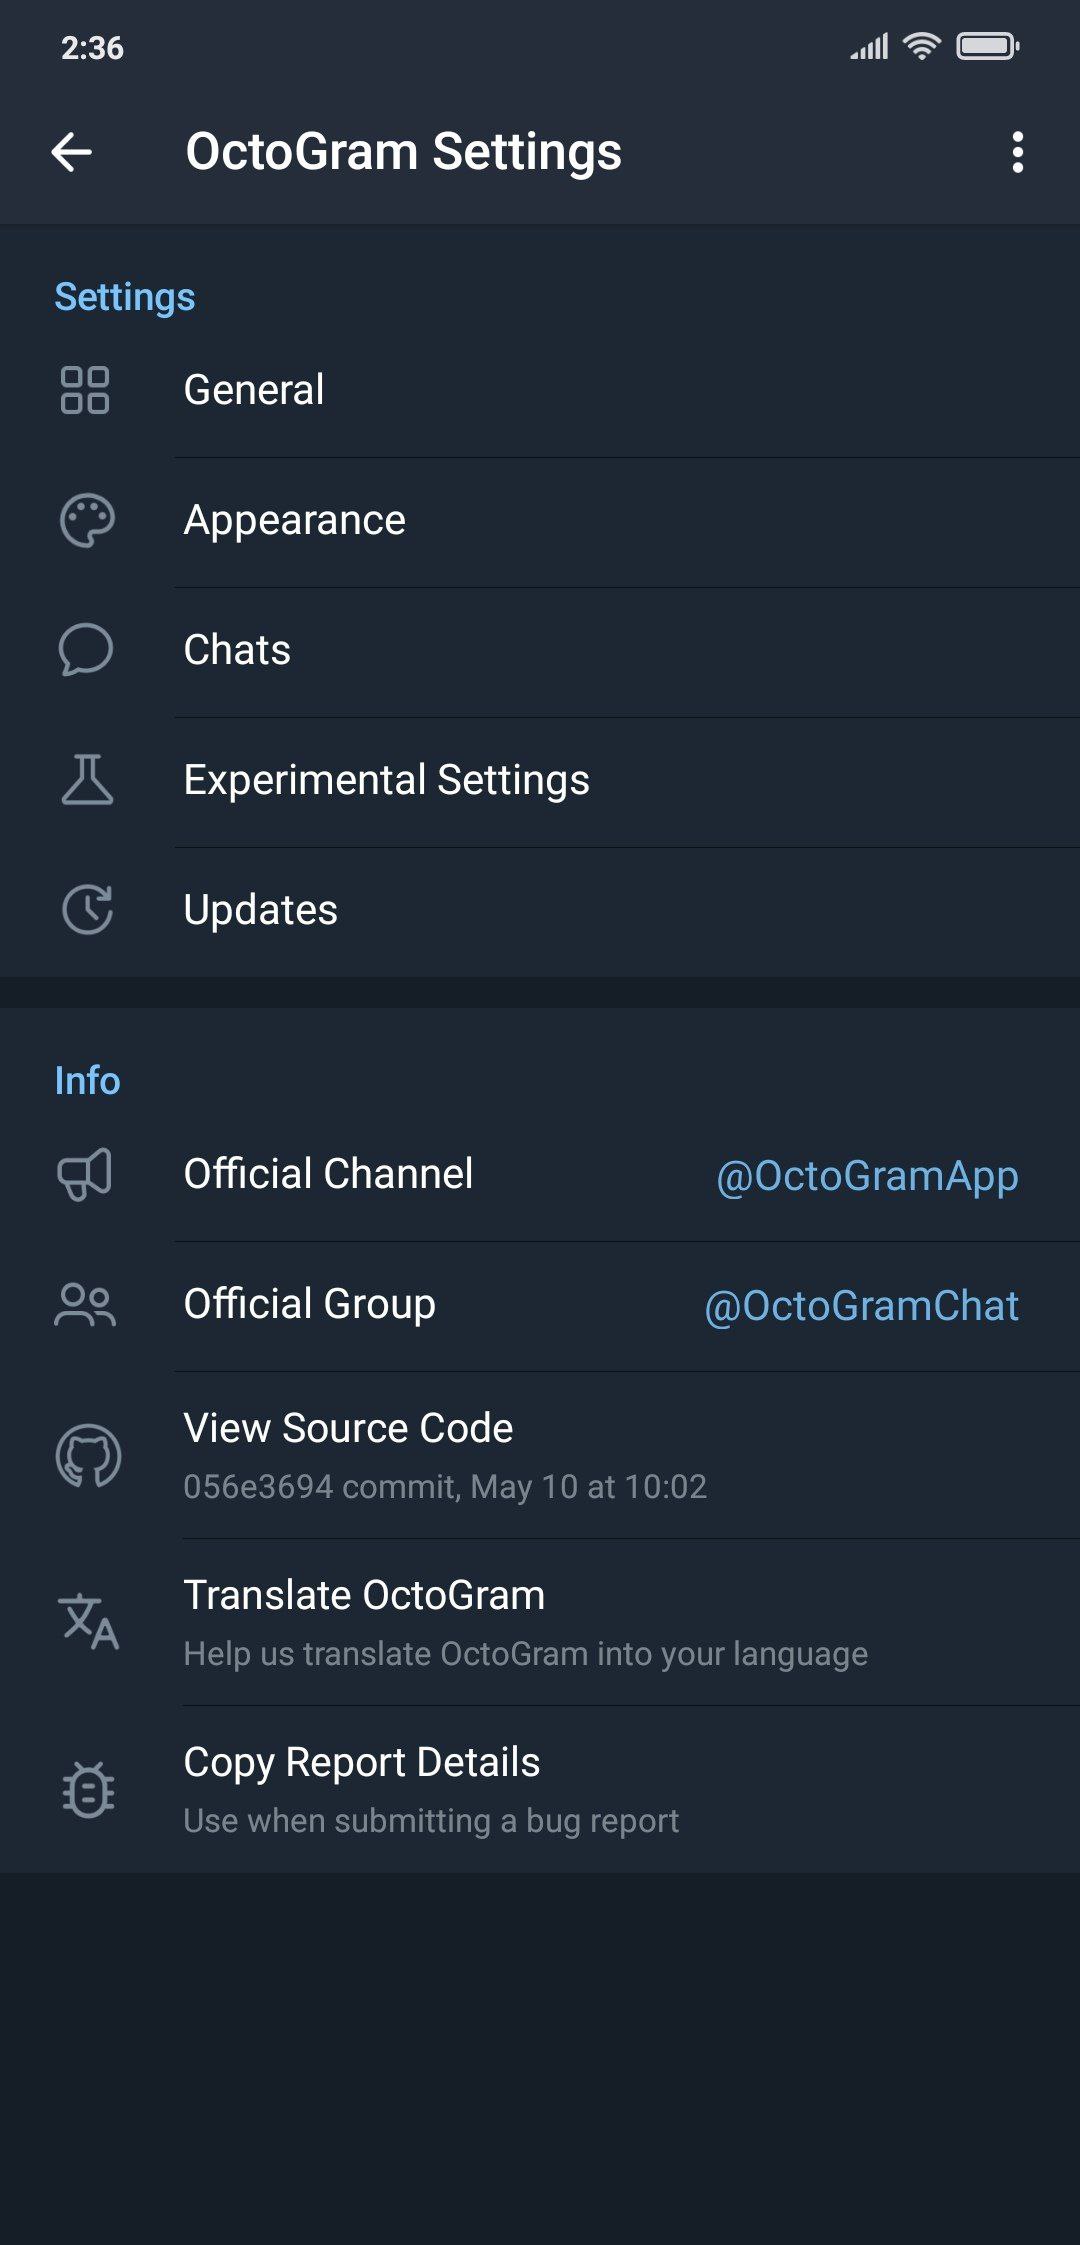 2:36
OctoGram Settings
Settings
General
Appearance
Chats
Experimental Settings
Updates
Info
Official Channel @OctoGramApp
Official Group @OctoGramChat
View Source Code
056e3694 commit, May 10 at 10:02
Translate OctoGram
Help us translate OctoGram into your language
Copy Report Details
Use when submitting a bug report